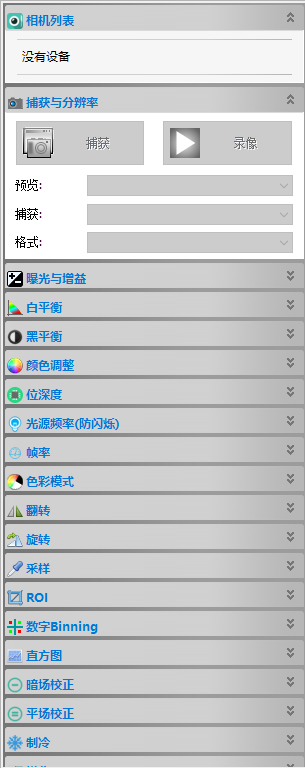 相机列表
没有设备
捕获与分辨率
捕获 录像
预览:
捕获:
格式:
曝光与增益
白平衡
黑平衡
颜色调整
位深度
光源频率(防闪烁)
帧率
色彩模式
翻转
旋转
采样
ROI
数字Binning
直方图
暗场校正
平场校正
制冷